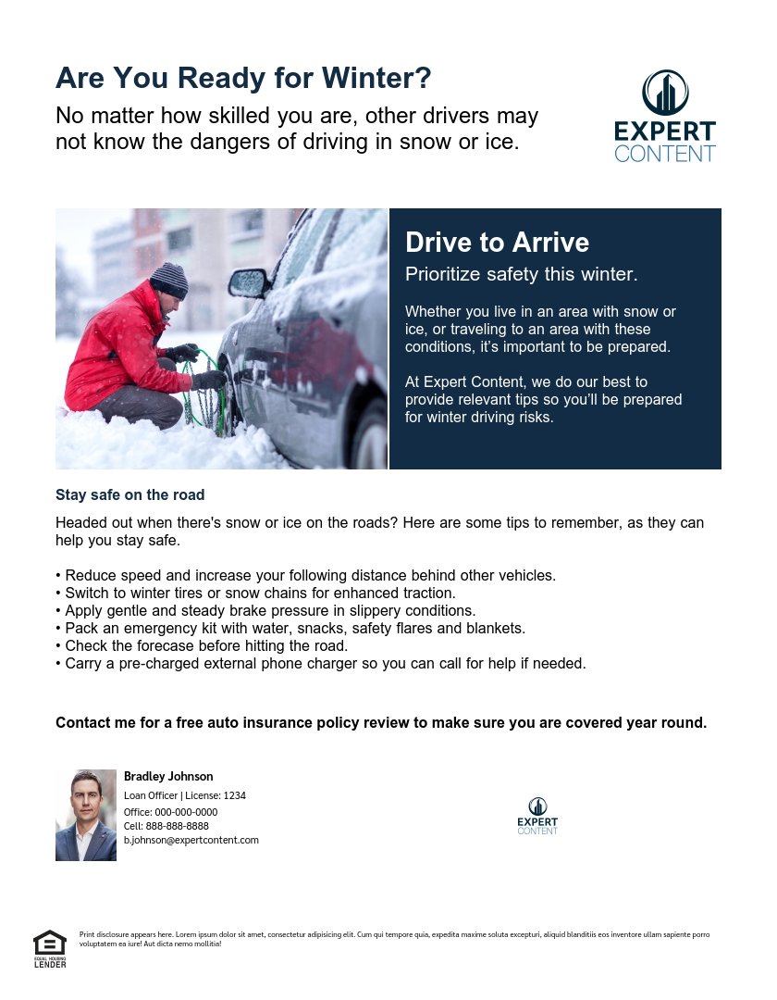 Are You Ready for Winter?
No matter how skilled you are, other drivers may
not know the dangers of driving in snow or ice.
EXPERT
CONTENT
Drive to Arrive
Prioritize safety this winter.
Whether you live in an area with snow or
ice, or traveling to an area with these
conditions, it’s important to be prepared.
At Expert Content, we do our best to
provide relevant tips so you’ll be prepared
for winter driving risks.
Stay safe on the road
Headed out when there's snow or ice on the roads? Here are some tips to remember, as they can
help you stay safe.
• Reduce speed and increase your following distance behind other vehicles.
• Switch to winter tires or snow chains for enhanced traction.
• Apply gentle and steady brake pressure in slippery conditions.
• Pack an emergency kit with water, snacks, safety flares and blankets.
• Check the forecase before hitting the road.
• Carry a pre-charged external phone charger so you can call for help if needed.
Contact me for a free auto insurance policy review to make sure you are covered year round.
Bradley Johnson
Loan Officer | License: 1234
Office: 000-000-0000
Cell: 888-888-8888
b.johnson@expertcontent.com
EXPERT
CONTENT
Print disclosure appears here. Lorem ipsum dolor sit amet, consectetur adipisicing elit. Cum qui tempore quia, expedita maxime soluta excepturi, aliquid blanditiis eos inventore ullam sapiente porro
voluptatem ea iure! Aut dicta nemo mollitia!
EQUAL HOUSING
LENDER